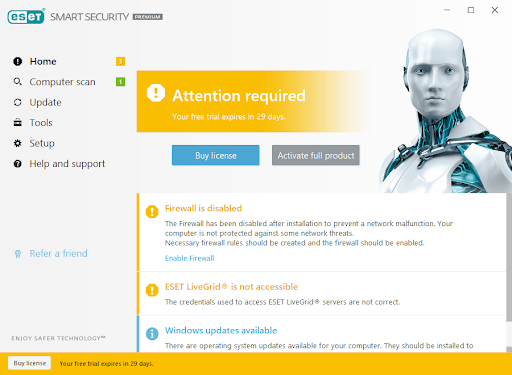 eset SMART SECURITY PREMIUM
Home 3
Computer scan 1
Update
Tools
Setup
Help and support
Refer a friend
ENJOY SAFER TECHNOLOGY™
Attention required
Your free trial expires in 29 days.
Buy license Activate full product
Firewall is disabled
The Firewall has been disabled after installation to prevent a network malfunction. Your
computer is not protected against some network threats.
Necessary firewall rules should be created and the firewall should be enabled.
Enable Firewall
ESET LiveGrid® is not accessible
The credentials used to access ESET LiveGrid® servers are not correct.
Windows updates available
There are operating system updates available for your computer. They should be installed to
Buy license Your free trial expires in 29 days.